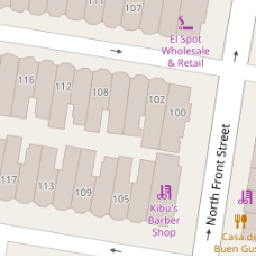 107
El Spot
Wholesale
& Retail
116
112
108
102
100
North Front Street
117
113
109
105
Kibu's
Barber
Shop
Casa de
Buen Gus